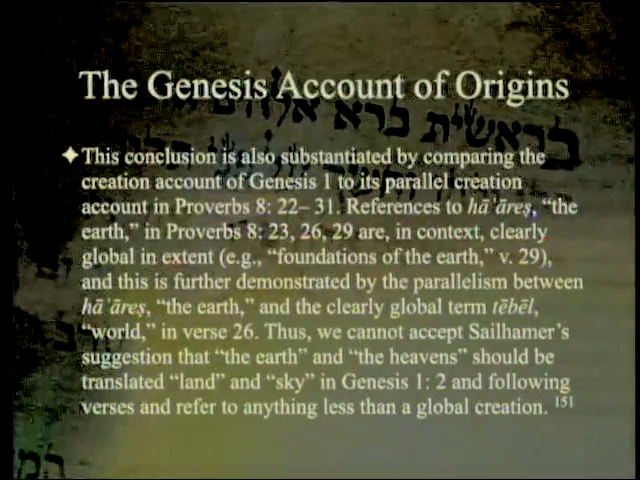 The Genesis Account of Origins
בראשית ברא אלהים
This conclusion is also substantiated by comparing the
creation account of Genesis 1 to its parallel creation
account in Proverbs 8: 22– 31. References to hā ʾāreṣ, “the
earth,” in Proverbs 8: 23, 26, 29 are, in context, clearly
global in extent (e.g., “foundations of the earth,” v. 29),
and this is further demonstrated by the parallelism between
hā ʾāreṣ, “the earth,” and the clearly global term tēbēl,
“world,” in verse 26. Thus, we cannot accept Sailhamer’s
suggestion that “the earth” and “the heavens” should be
translated “land” and “sky” in Genesis 1: 2 and following
verses and refer to anything less than a global creation. 151